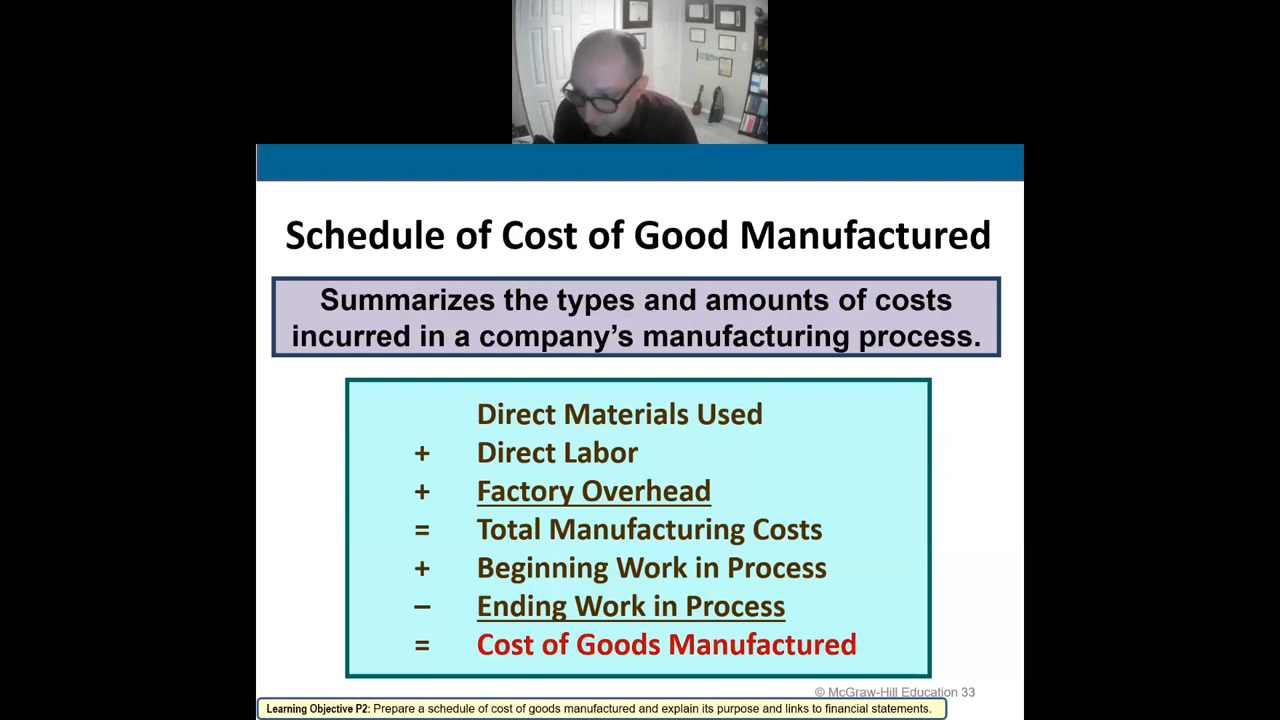 Schedule of Cost of Good Manufactured
Summarizes the types and amounts of costs
incurred in a company’s manufacturing process.
Direct Materials Used
+ Direct Labor
+ Factory Overhead
= Total Manufacturing Costs
+ Beginning Work in Process
– Ending Work in Process
= Cost of Goods Manufactured
© McGraw-Hill Education 33
Learning Objective P2: Prepare a schedule of cost of goods manufactured and explain its purpose and links to financial statements.